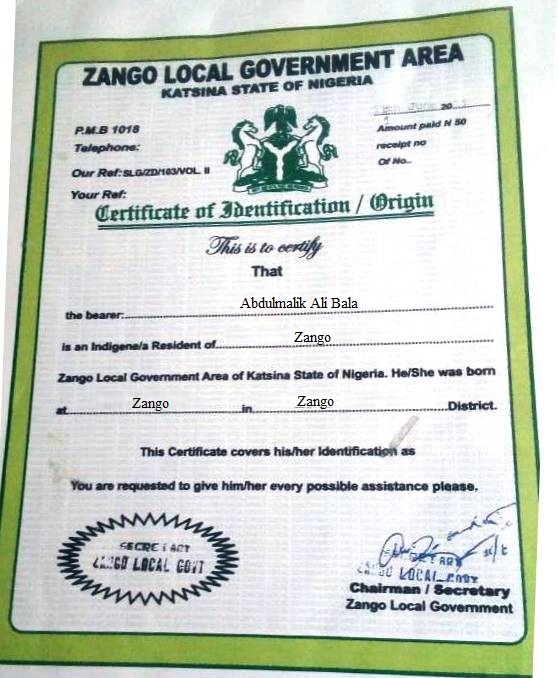 ZANGO LOCAL GOVERNMENT AREA
KATSINA STATE OF NIGERIA
P.M.B 1018
Telephone:
Our Ref: SLG/ZD/103/VOL. II
Your Ref:
June 20
Amount paid N 50
receipt no
Of No..
Certificate of Identification / Origin
This is to certify
That
the bearer: Abdulmalik Ali Bala
is an Indigene/a Resident of Zango
Zango Local Government Area of Katsina State of Nigeria. He/She was born
at Zango in Zango District.
This Certificate covers his/her Identification as
You are requested to give him/her every possible assistance please.
SECRETARY
ZANGO LOCAL GOVT
SECRETARY
ZANGO LOCAL GOVT
Chairman / Secretary
Zango Local Government